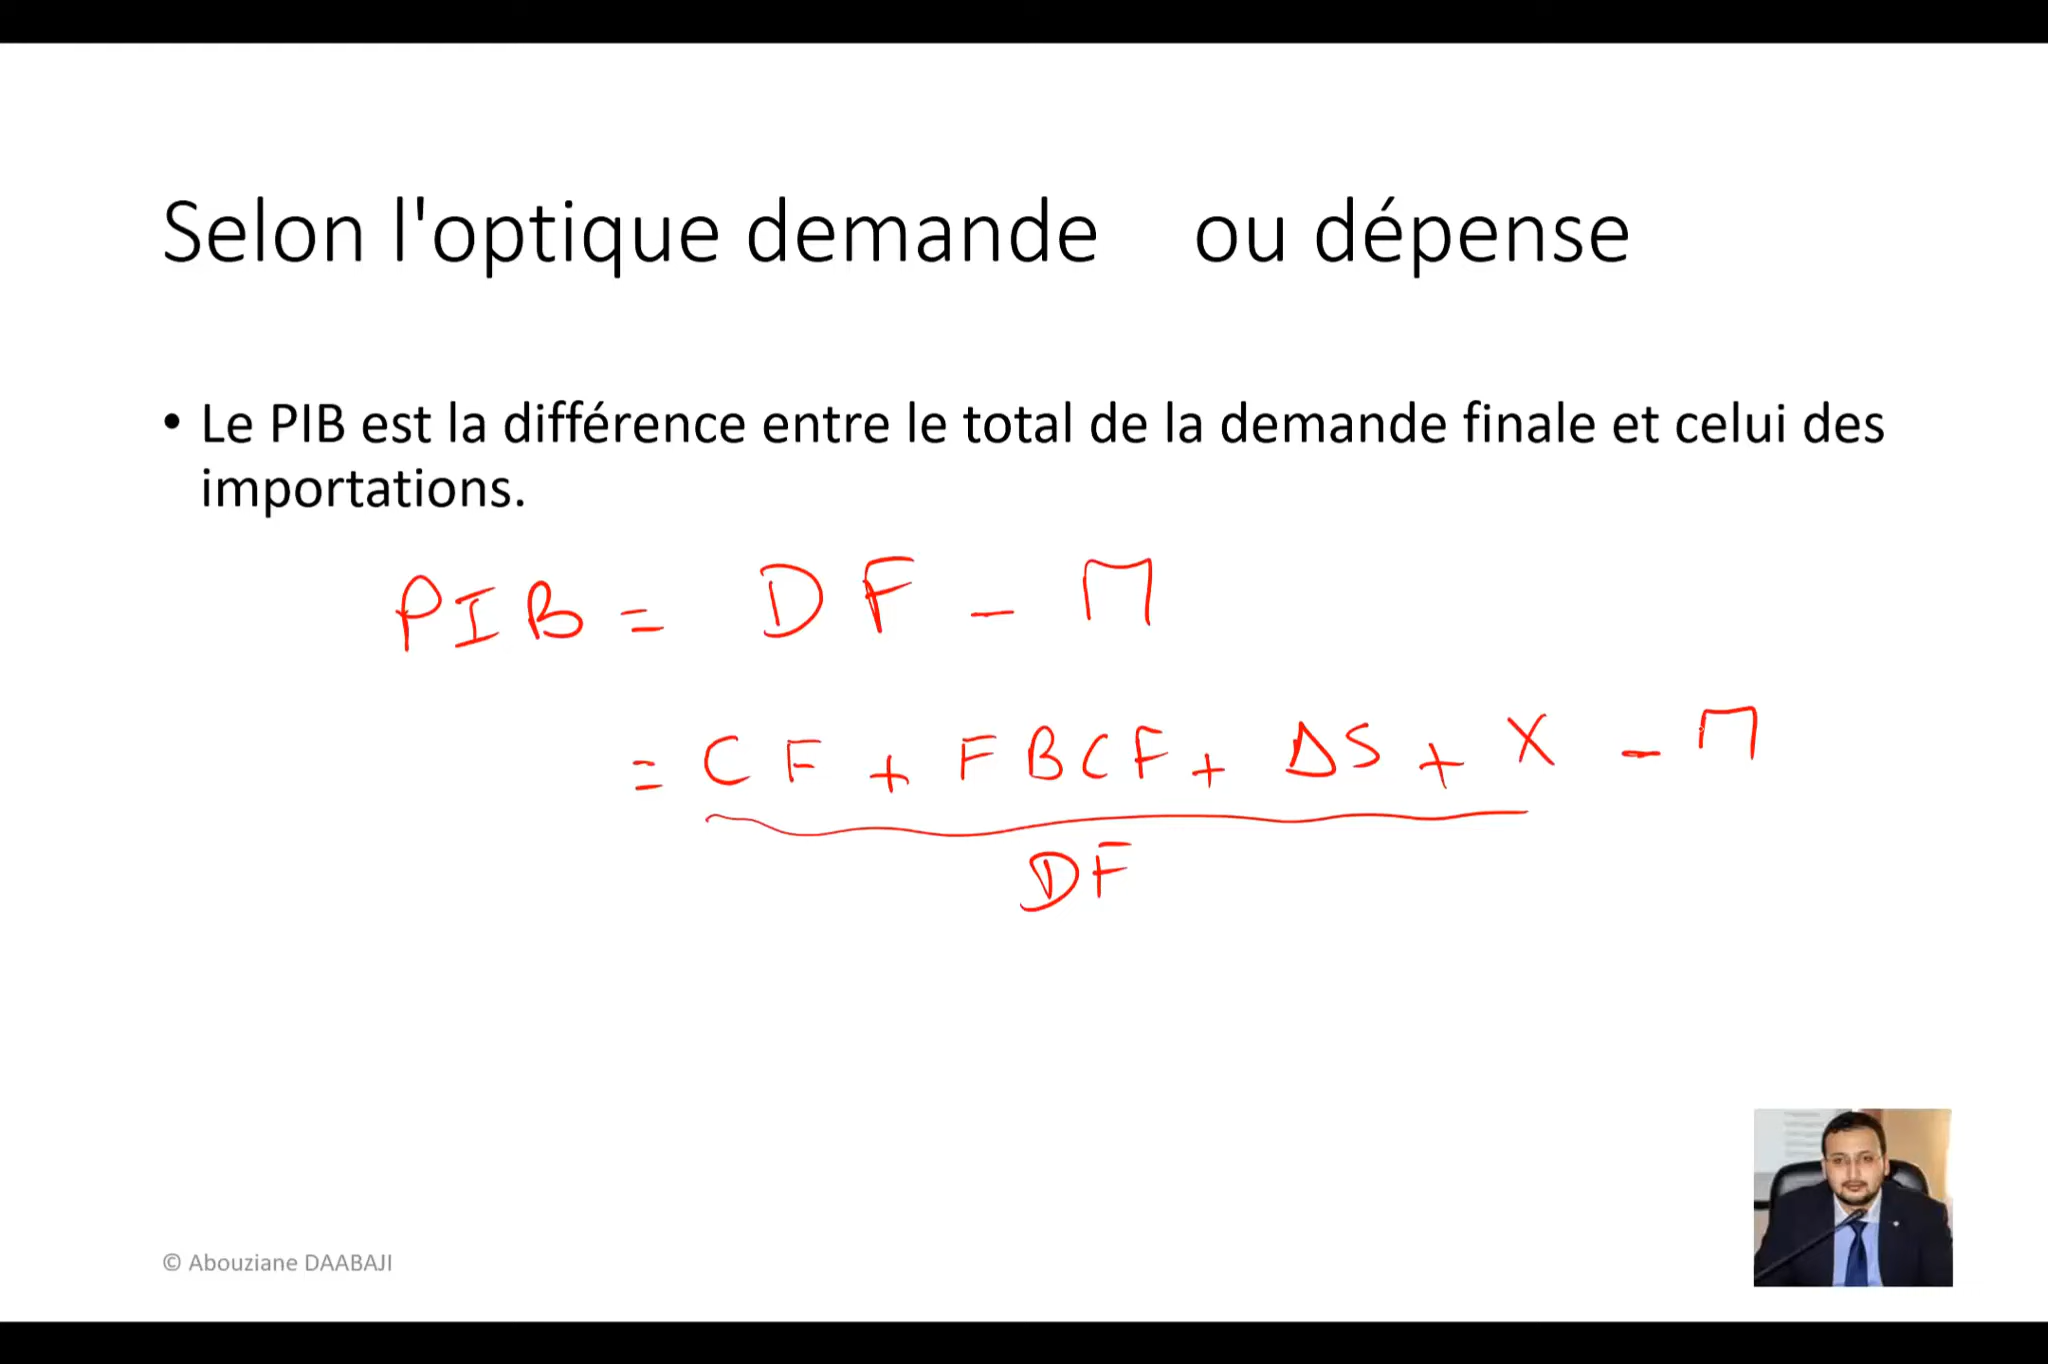 Selon l'optique demande ou dépense
• Le PIB est la différence entre le total de la demande finale et celui des
importations.
PIB = DF - M
= CF + FBCF + ΔS + X - M
DF
© Abouziane DAABAJI